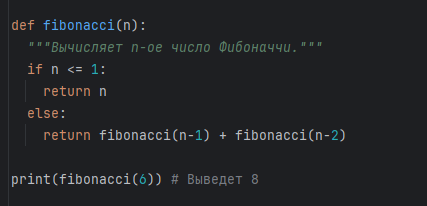 def fibonacci(n):
  """Вычисляет n-ое число Фибоначчи."""
  if n <= 1:
    return n
  else:
    return fibonacci(n-1) + fibonacci(n-2)

print(fibonacci(6)) # Выведет 8